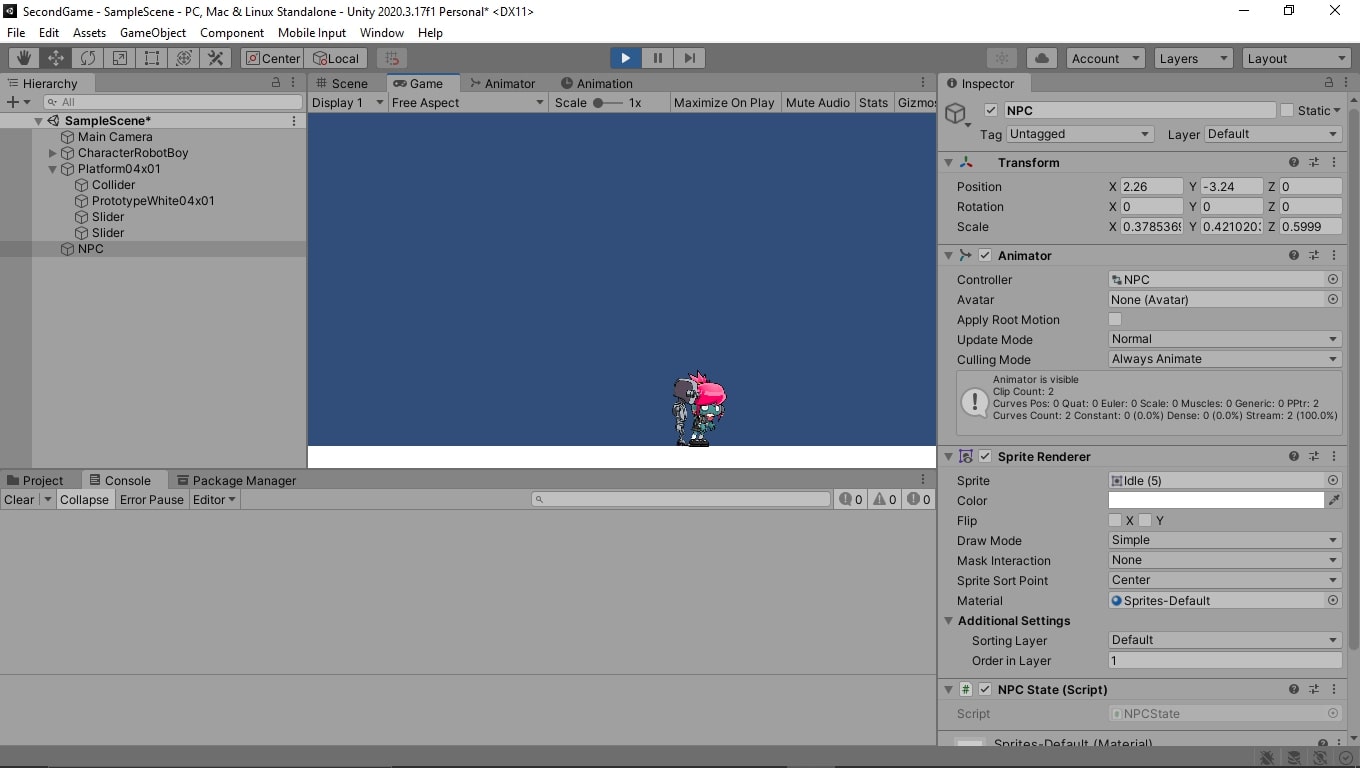 SecondGame - SampleScene - PC, Mac & Linux Standalone - Unity 2020.3.17f1 Personal* <DX11>
File Edit Assets GameObject Component Mobile Input Window Help
Center Local Account Layers Layout
Hierarchy
All
SampleScene*
Main Camera
CharacterRobotBoy
Platform04x01
Collider
PrototypeWhite04x01
Slider
Slider
NPC
Scene Game Animator Animation
Display 1 Free Aspect Scale 1x Maximize On Play Mute Audio Stats Gizmos
Project Console Package Manager
Clear Collapse Error Pause Editor 0 0 0
Inspector
NPC Static
Tag Untagged Layer Default
Transform
Position X 2.26 Y -3.24 Z 0
Rotation X 0 Y 0 Z 0
Scale X 0.378536 Y 0.421020 Z 0.5999
Animator
Controller NPC
Avatar None (Avatar)
Apply Root Motion
Update Mode Normal
Culling Mode Always Animate
Animator is visible
Clip Count: 2
Curves Pos: 0 Quat: 0 Euler: 0 Scale: 0 Muscles: 0 Generic: 0 PPtr: 2
Curves Count: 2 Constant: 0 (0.0%) Dense: 0 (0.0%) Stream: 2 (100.0%)
Sprite Renderer
Sprite Idle (5)
Color
Flip X Y
Draw Mode Simple
Mask Interaction None
Sprite Sort Point Center
Material Sprites-Default
Additional Settings
Sorting Layer Default
Order in Layer 1
# NPC State (Script)
Script NPCState
Sprites-Default (Material)